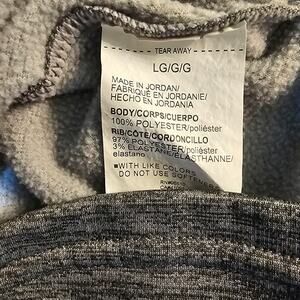 TEAR AWAY
LG/G/G
MADE IN JORDAN/
FABRIQUÉ EN JORDANIE/
HECHO EN JORDANIA
BODY/CORPS/CUERPO
100% POLYESTER/poliéster
RIB/CÔTE/CORDONCILLO
97% POLYESTER/poliéster
3% ELASTANE/ELASTHANNE/
elastano
■WITH LIKE COLORS
DO NOT USE SOFTENER